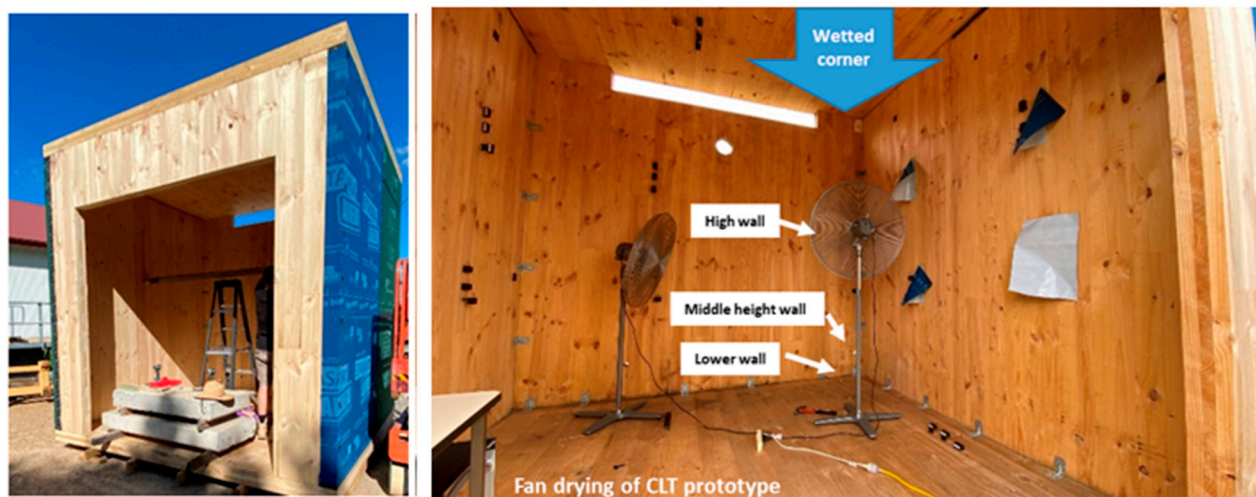 Wetted
corner
High wall
Middle height wall
Lower wall
Fan drying of CLT prototype